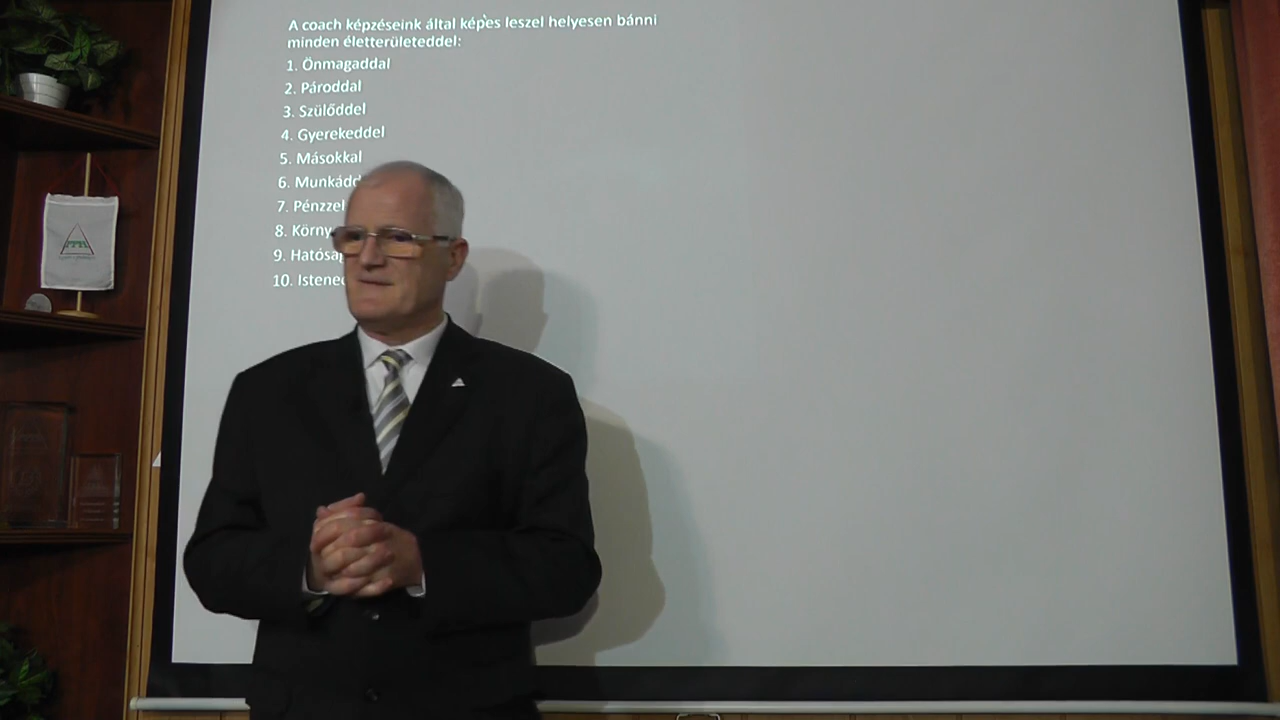 A coach képzéseink által képes leszel helyesen bánni
minden életterületeddel:
1. Önmagaddal
2. Pároddal
3. Szülőddel
4. Gyerekeddel
5. Másokkal
6.
7. Pénzzel
8.
9.
10.